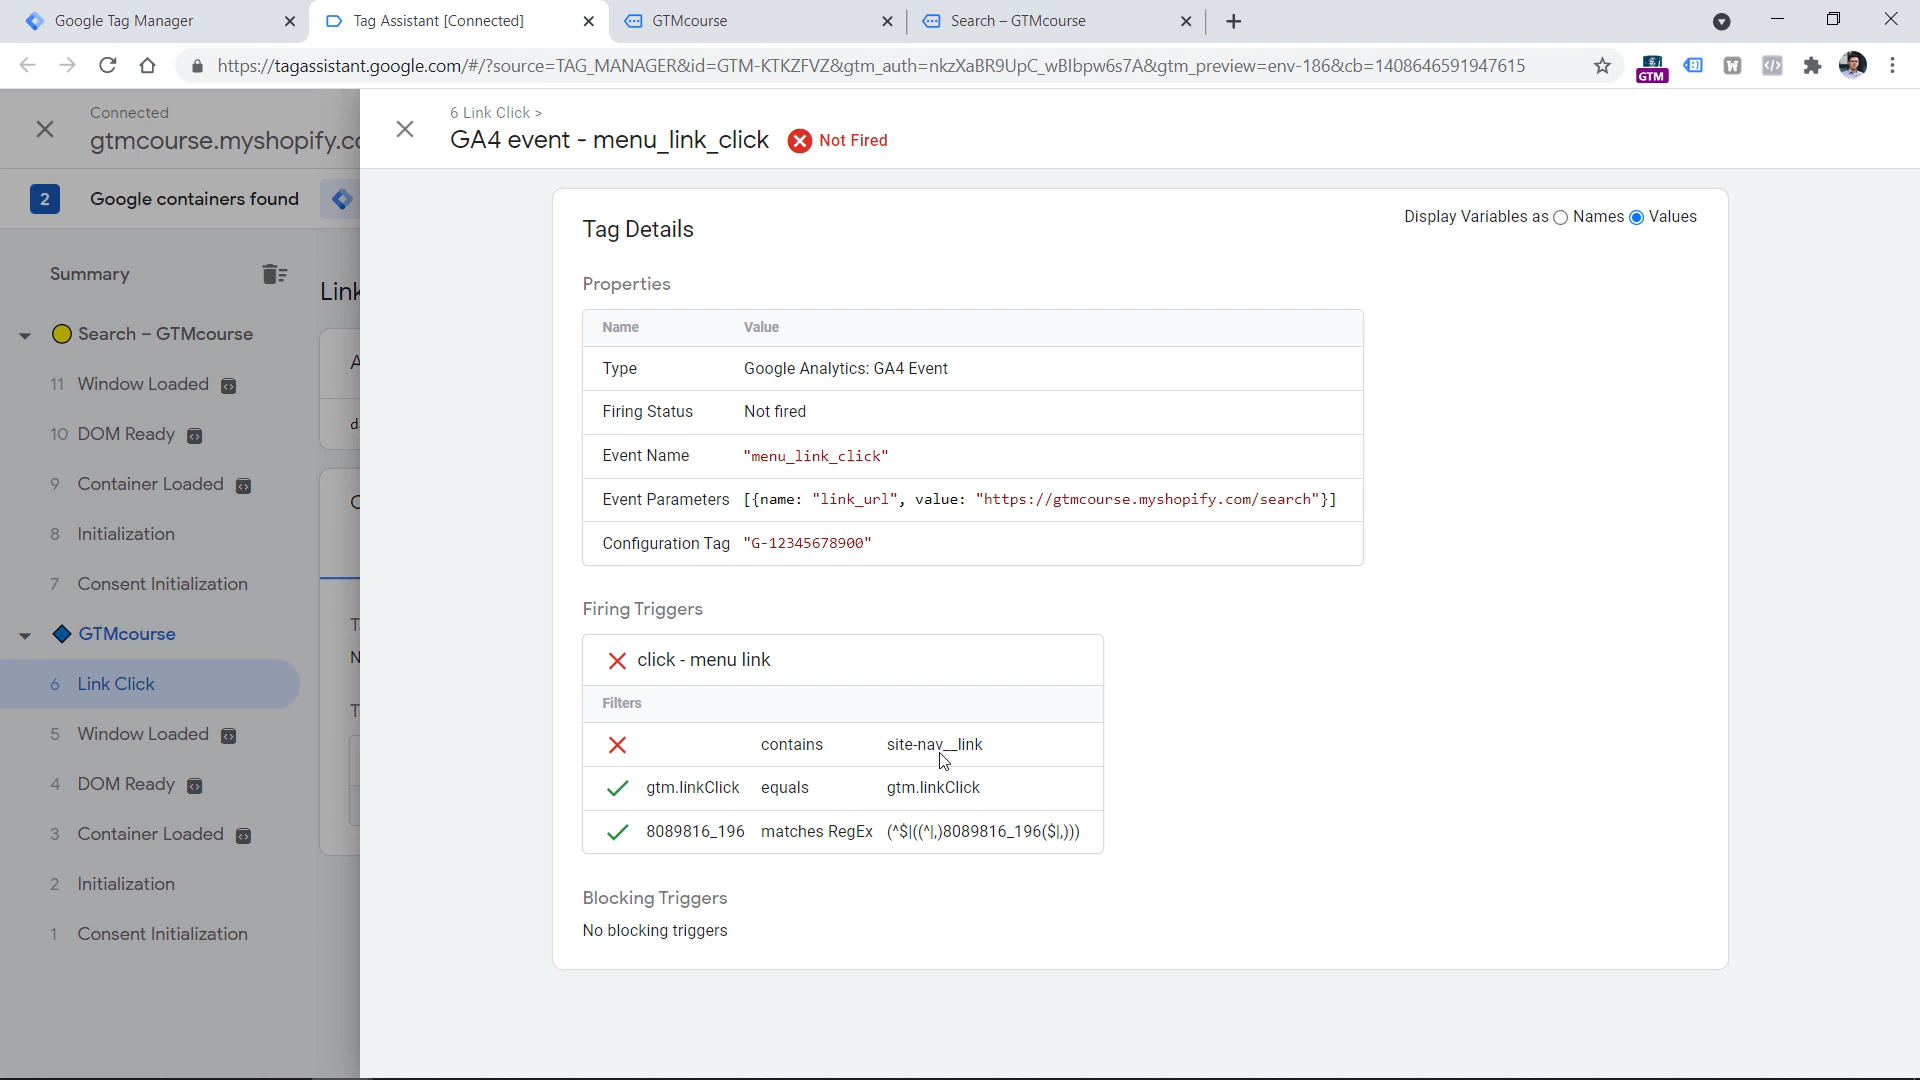 Google Tag Manager
Tag Assistant [Connected]
GTMcourse
Search – GTMcourse
https://tagassistant.google.com/#/?source=TAG_MANAGER&id=GTM-KTKZFVZ&gtm_auth=nkzXaBR9UpC_wBlbpw6s7A&gtm_preview=env-186&cb=1408646591947615
GTM
Connected
gtmcourse.myshopify.co
2 Google containers found
Summary
Search – GTMcourse
11 Window Loaded
10 DOM Ready
9 Container Loaded
8 Initialization
7 Consent Initialization
GTMcourse
6 Link Click
5 Window Loaded
4 DOM Ready
3 Container Loaded
2 Initialization
1 Consent Initialization
Link
6 Link Click >
GA4 event - menu_link_click Not Fired
Tag Details
Display Variables as Names Values
Properties
Name Value
Type Google Analytics: GA4 Event
Firing Status Not fired
Event Name "menu_link_click"
Event Parameters [{name: "link_url", value: "https://gtmcourse.myshopify.com/search"}]
Configuration Tag "G-12345678900"
Firing Triggers
click - menu link
Filters
contains site-nav__link
gtm.linkClick equals gtm.linkClick
8089816_196 matches RegEx (^$|((^|,)8089816_196($|,)))
Blocking Triggers
No blocking triggers